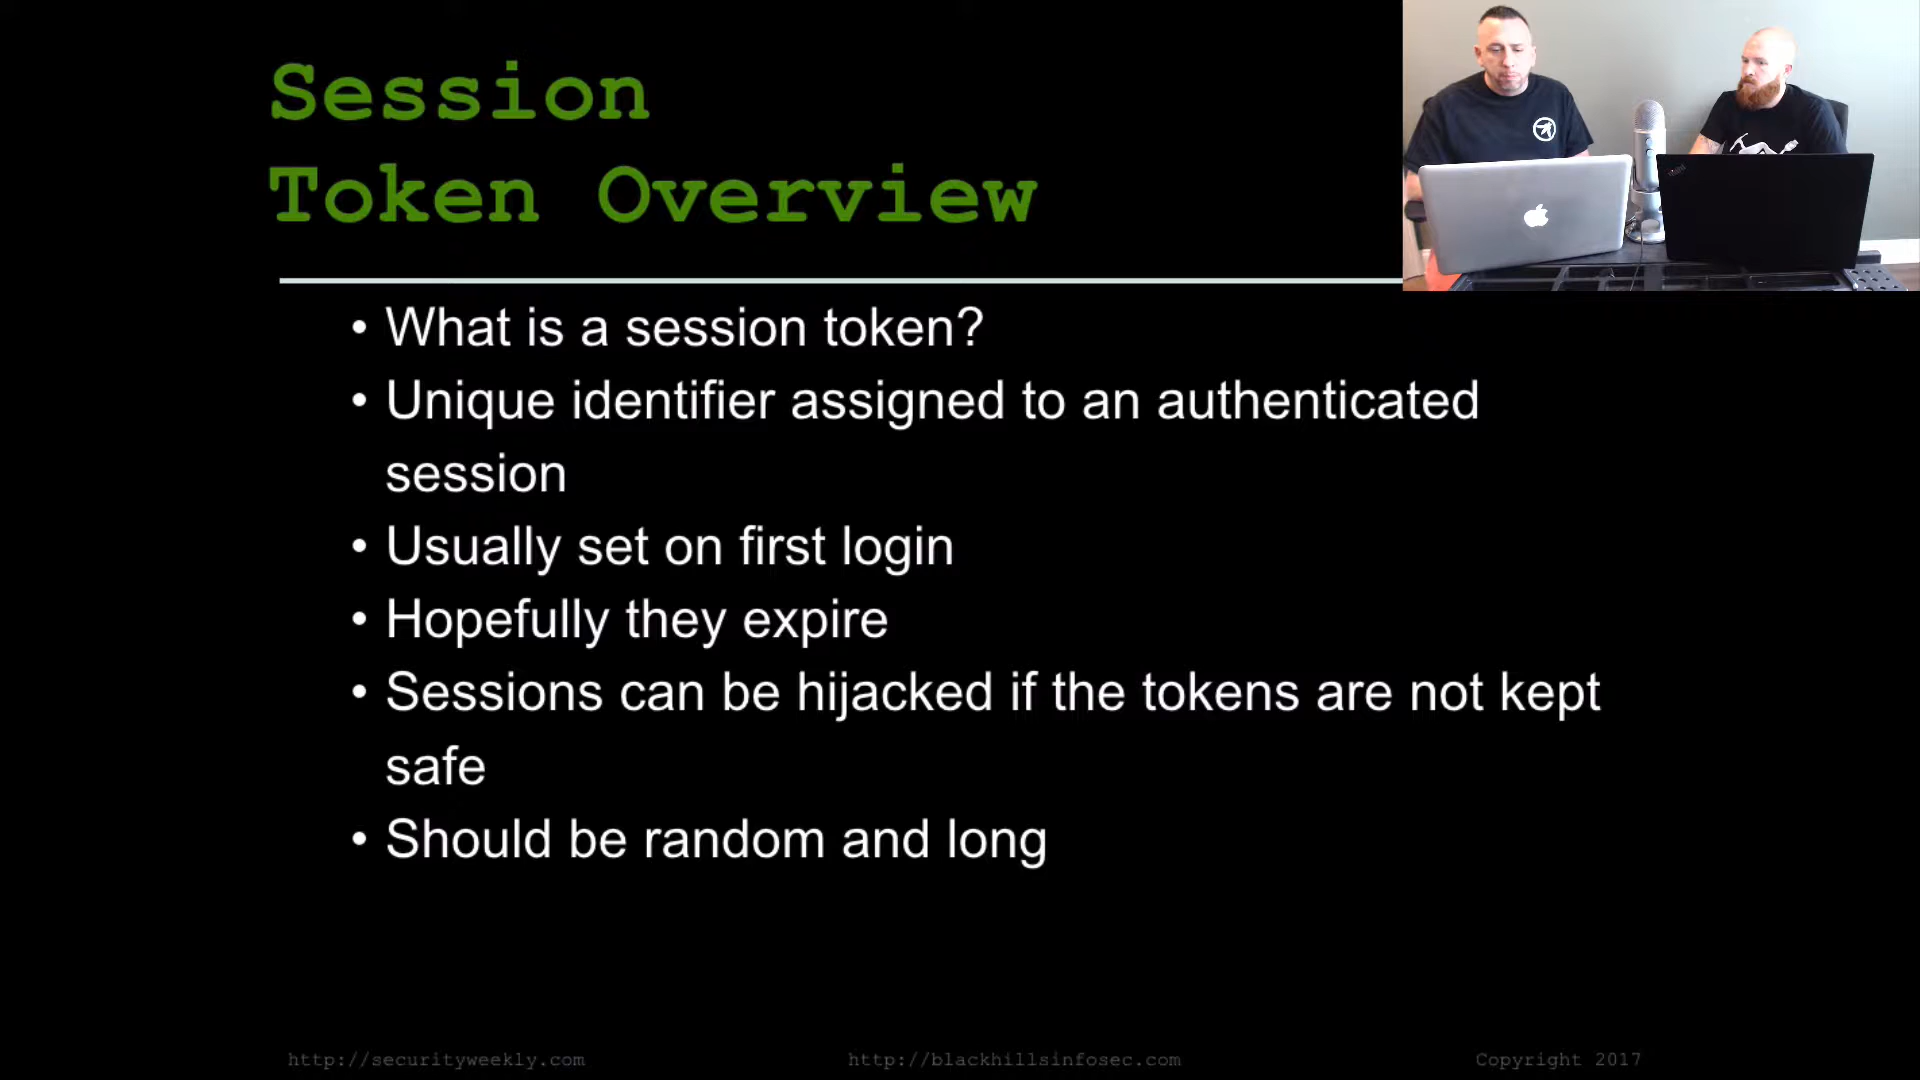 Session
Token Overview
• What is a session token?
• Unique identifier assigned to an authenticated
session
• Usually set on first login
• Hopefully they expire
• Sessions can be hijacked if the tokens are not kept
safe
• Should be random and long
http://securityweekly.com http://blackhillsinfosec.com Copyright 2017